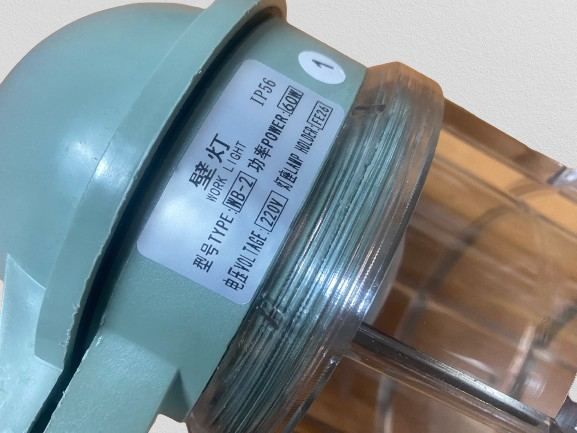 壁灯 IP56
WORK LIGHT
型号TYPE:WB-2 功率POWER:60W
电压VOLTAGE:220V 灯座LAMP HOLDER:FE26
1